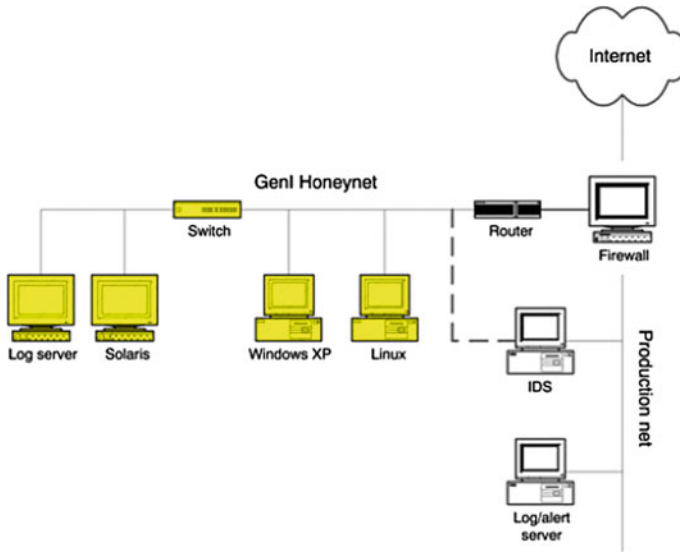 Internet
GenI Honeynet
Switch
Router
Firewall
Log server
Solaris
Windows XP
Linux
IDS
Production net
Log/alert
server